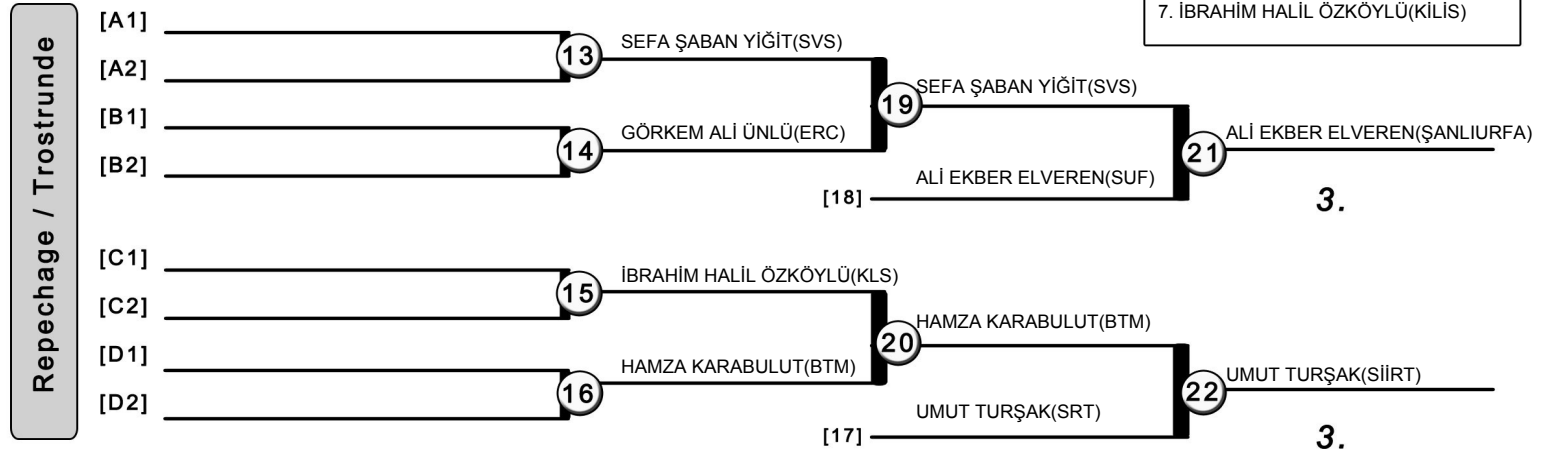 7. İBRAHİM HALİL ÖZKÖYLÜ(KİLİS)
Repechage / Trostrunde
[A1]
13
SEFA ŞABAN YİĞİT(SVS)
[A2]
19
SEFA ŞABAN YİĞİT(SVS)
[B1]
14
GÖRKEM ALİ ÜNLÜ(ERC)
[B2]
21
ALİ EKBER ELVEREN(ŞANLIURFA)
[18]
ALİ EKBER ELVEREN(SUF)
3.
[C1]
15
İBRAHİM HALİL ÖZKÖYLÜ(KLS)
[C2]
20
HAMZA KARABULUT(BTM)
[D1]
16
HAMZA KARABULUT(BTM)
[D2]
22
UMUT TURŞAK(SİİRT)
[17]
UMUT TURŞAK(SRT)
3.